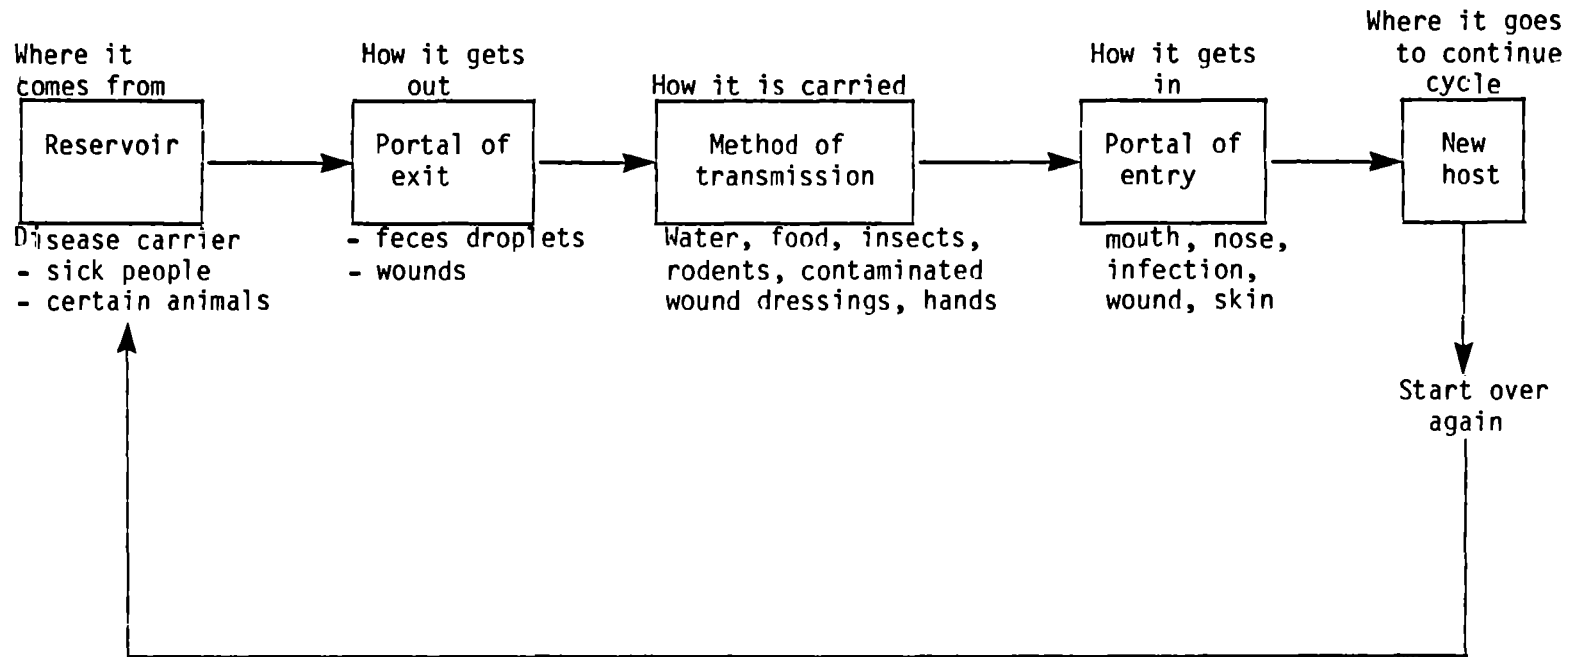 Where it
comes from
Reservoir
Disease carrier
- sick people
- certain animals
How it gets
out
Portal of
exit
- feces droplets
- wounds
How it is carried
Method of
transmission
Water, food, insects,
rodents, contaminated
wound dressings, hands
How it gets
in
Portal of
entry
mouth, nose,
infection,
wound, skin
Where it goes
to continue
cycle
New
host
Start over
again